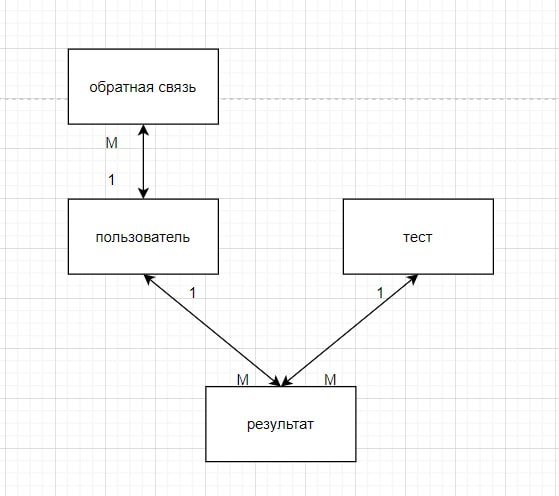 обратная связь
М
1
пользователь
тест
1
1
М
М
результат